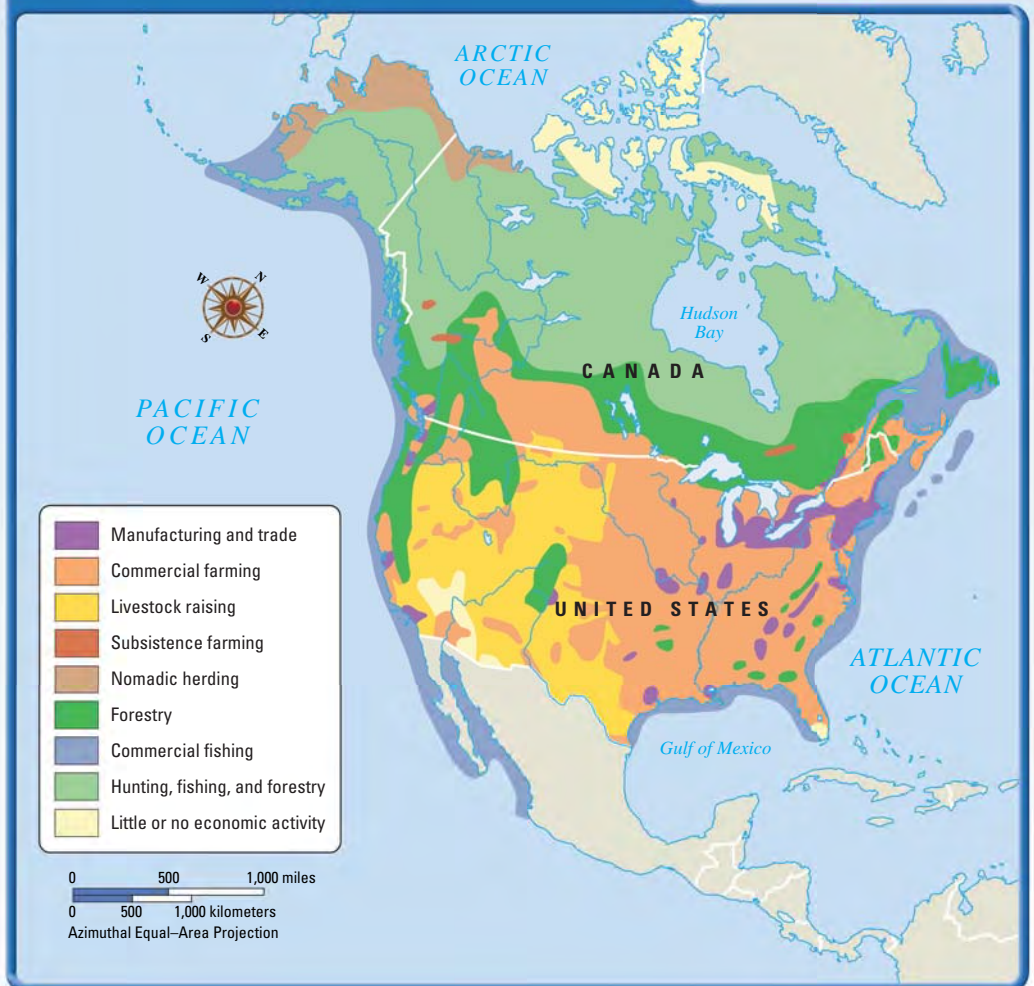 ARCTIC
OCEAN
W
N
S
E
Hudson
Bay
CANADA
PACIFIC
OCEAN
Manufacturing and trade
Commercial farming
Livestock raising
Subsistence farming
Nomadic herding
Forestry
Commercial fishing
Hunting, fishing, and forestry
Little or no economic activity
UNITED STATES
ATLANTIC
OCEAN
Gulf of Mexico
0 500 1,000 miles
0 500 1,000 kilometers
Azimuthal Equal–Area Projection